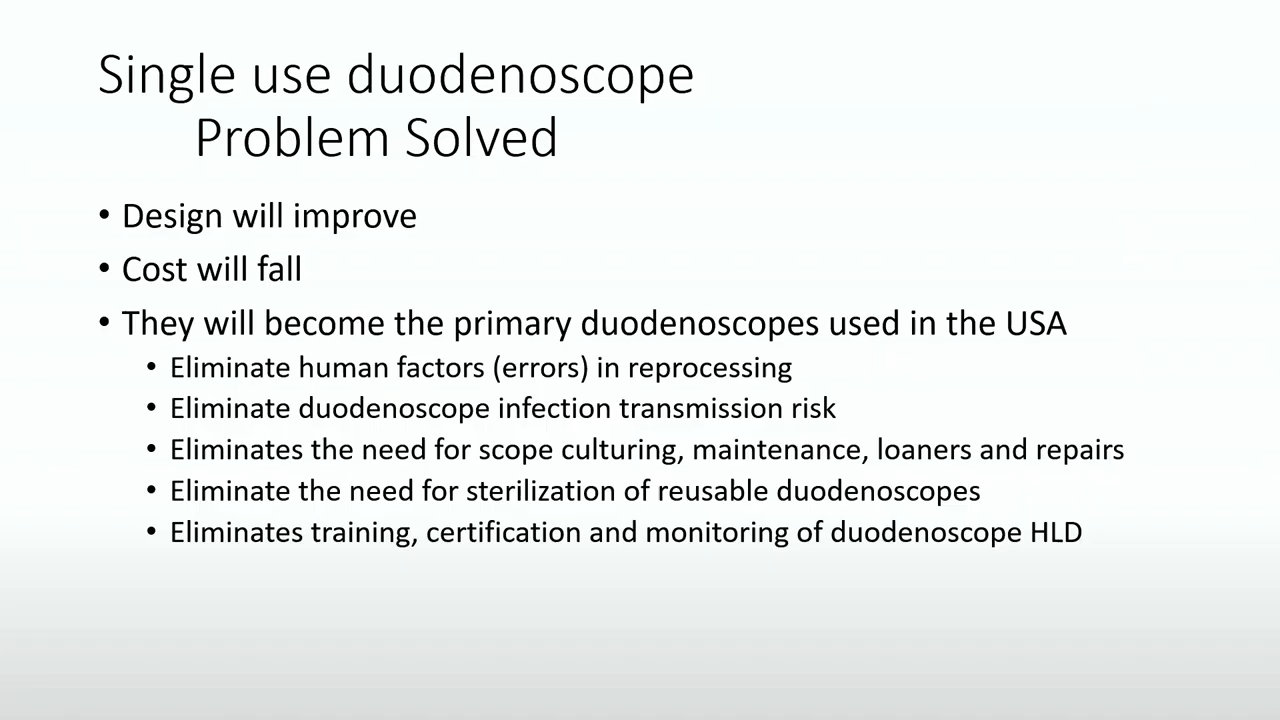 Single use duodenoscope
Problem Solved
• Design will improve
• Cost will fall
• They will become the primary duodenoscopes used in the USA
• Eliminate human factors (errors) in reprocessing
• Eliminate duodenoscope infection transmission risk
• Eliminates the need for scope culturing, maintenance, loaners and repairs
• Eliminate the need for sterilization of reusable duodenoscopes
• Eliminates training, certification and monitoring of duodenoscope HLD